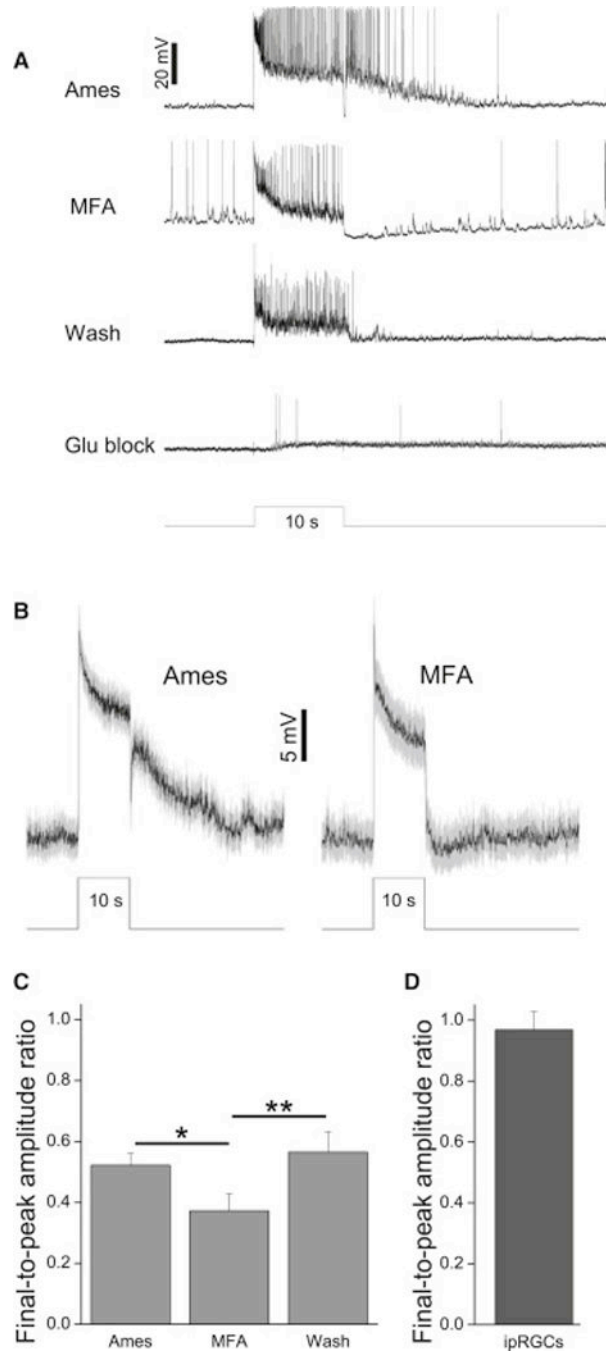 A
20 mV
Ames
MFA
Wash
Glu block
10 s
B
Ames
MFA
5 mV
10 s
10 s
C
Final-to-peak amplitude ratio
1.0
0.8
0.6
0.4
0.2
0.0
*
**
Ames
MFA
Wash
D
Final-to-peak amplitude ratio
1.0
0.8
0.6
0.4
0.2
0.0
ipRGCs